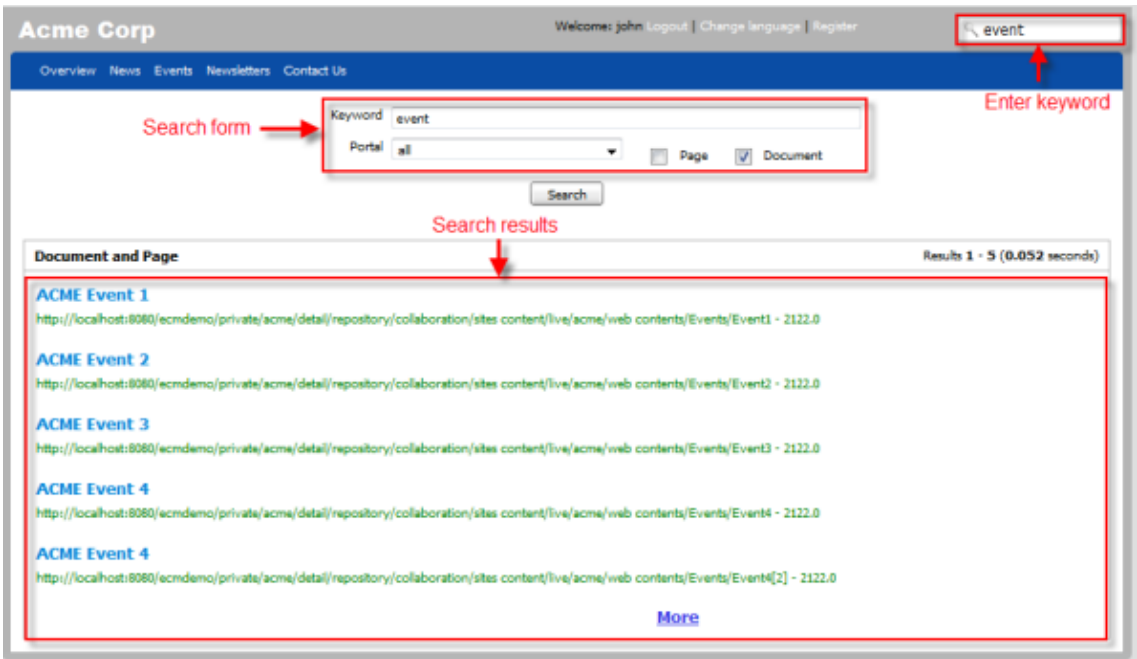 Acme Corp
Welcome: john Logout | Change language | Register
event
Overview News Events Newsletters Contact Us
Enter keyword
Search form
Keyword event
Portal all Page Document
Search
Search results
Document and Page
Results 1 - 5 (0.052 seconds)
ACME Event 1
http://localhost:8080/ecmdemo/private/acme/detail/repository/collaboration/sites content/live/acme/web contents/Events/Event1 - 2122.0
ACME Event 2
http://localhost:8080/ecmdemo/private/acme/detail/repository/collaboration/sites content/live/acme/web contents/Events/Event2 - 2122.0
ACME Event 3
http://localhost:8080/ecmdemo/private/acme/detail/repository/collaboration/sites content/live/acme/web contents/Events/Event3 - 2122.0
ACME Event 4
http://localhost:8080/ecmdemo/private/acme/detail/repository/collaboration/sites content/live/acme/web contents/Events/Event4 - 2122.0
ACME Event 4
http://localhost:8080/ecmdemo/private/acme/detail/repository/collaboration/sites content/live/acme/web contents/Events/Event4[2] - 2122.0
More